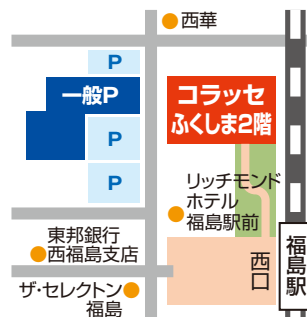 西華
P
一般P
P
P
コラッセ
ふくしま2階
リッチモンド
ホテル
福島駅前
東邦銀行
西福島支店
ザ・セレクトン
福島
西口
福島駅